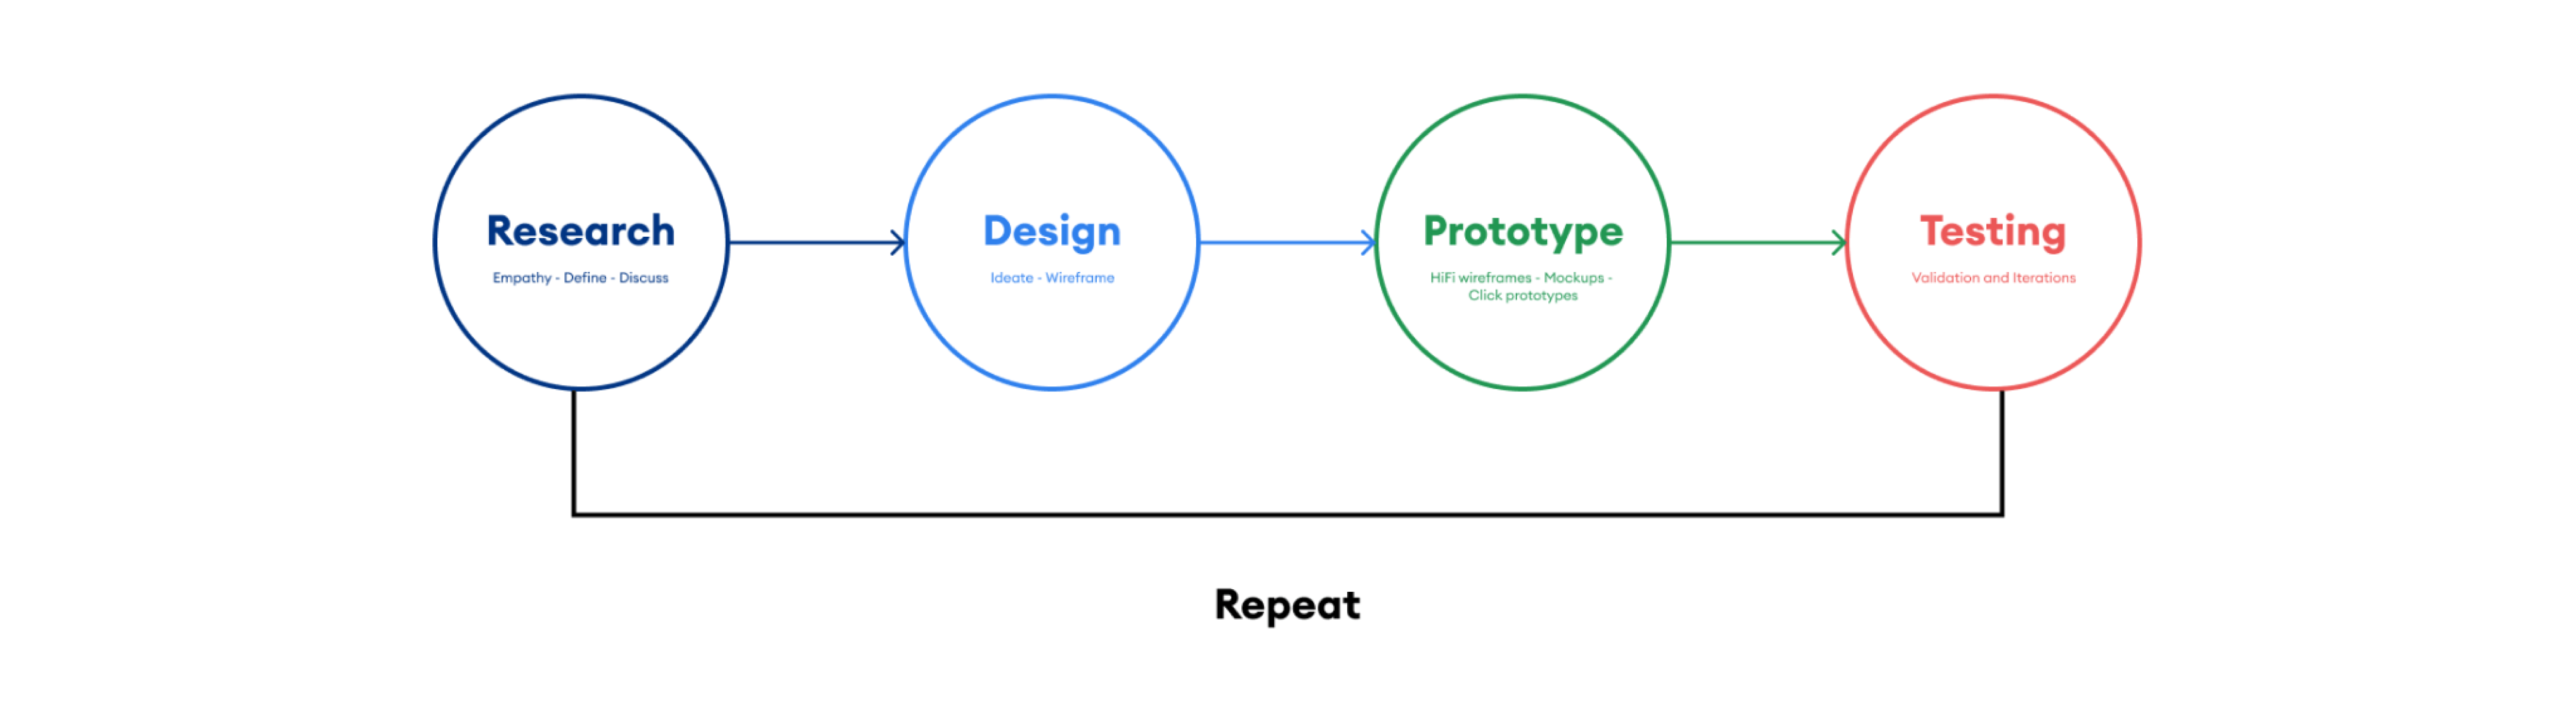 Research
Empathy - Define - Discuss
Design
Ideate - Wireframe
Prototype
HiFi wireframes - Mockups -
Click prototypes
Testing
Validation and Iterations
Repeat